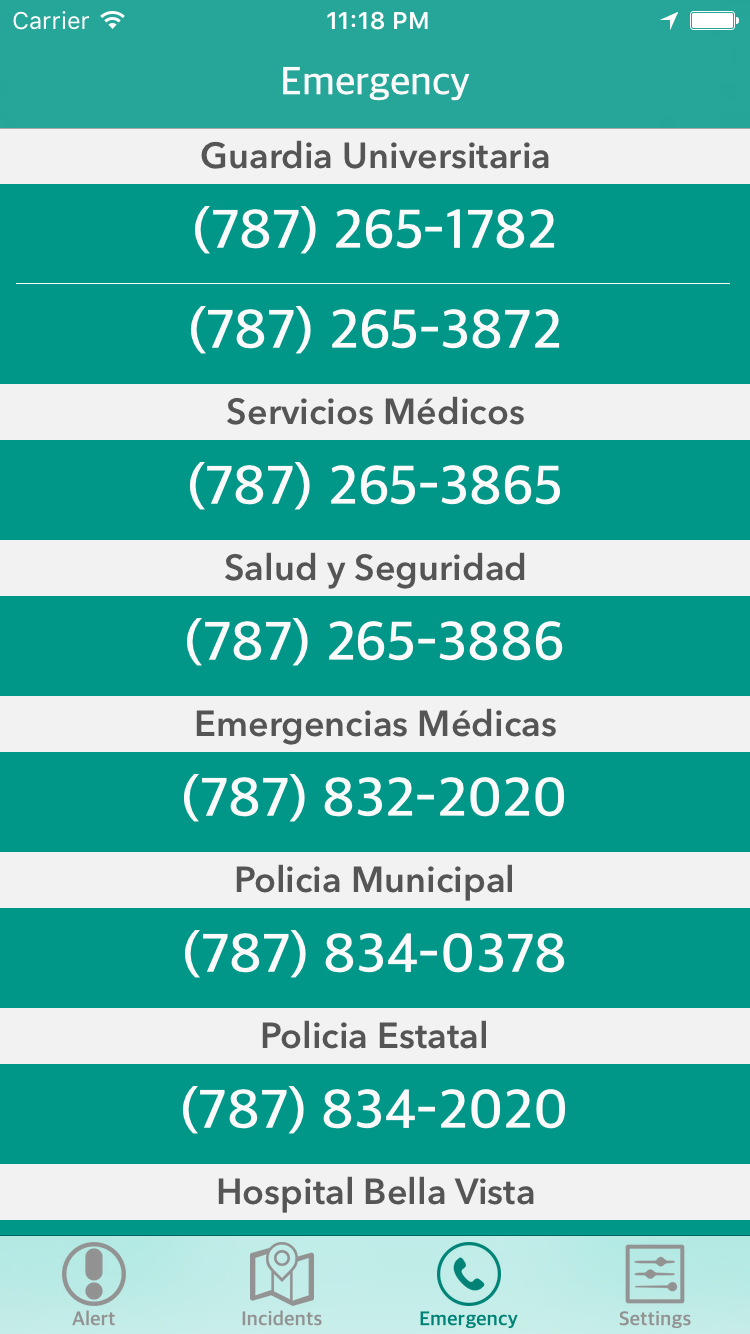 Carrier 11:18 PM
Emergency
Guardia Universitaria
(787) 265-1782
(787) 265-3872
Servicios Médicos
(787) 265-3865
Salud y Seguridad
(787) 265-3886
Emergencias Médicas
(787) 832-2020
Policia Municipal
(787) 834-0378
Policia Estatal
(787) 834-2020
Hospital Bella Vista
Alert Incidents Emergency Settings